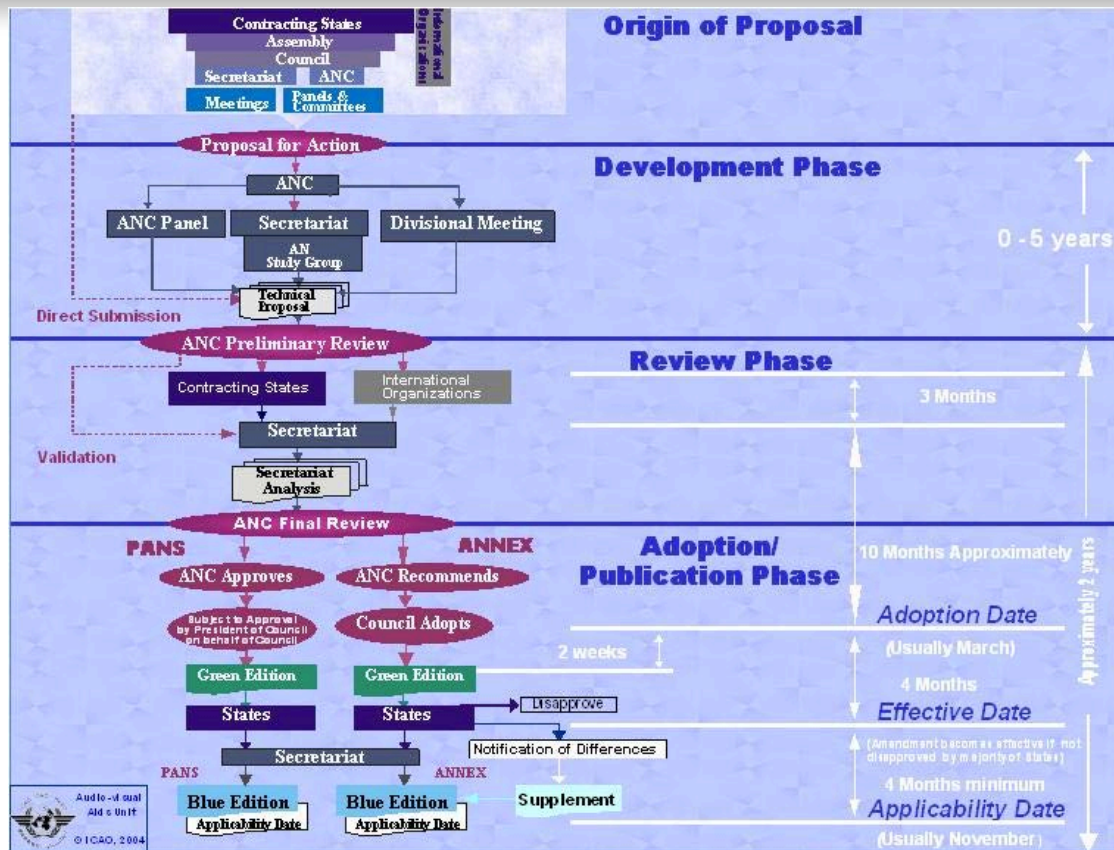 Contracting States
Assembly
Council
Secretariat
ANC
Meetings
Panels &
Committees
International
Organizations
Origin of Proposal
Proposal for Action
Development Phase
ANC
ANC Panel
Secretariat
Divisional Meeting
AN
Study Group
0 - 5 years
Technical
Proposal
Direct Submission
ANC Preliminary Review
Review Phase
Contracting States
International
Organizations
3 Months
Secretariat
Validation
Secretariat
Analysis
ANC Final Review
PANS
ANNEX
Adoption/
Publication Phase
10 Months Approximately
Approximately 2 years
ANC Approves
ANC Recommends
Subject to Approval
by President of Council
on behalf of Council
Council Adopts
Adoption Date
2 weeks
(Usually March)
Green Edition
Green Edition
4 Months
States
States
Disapprove
Effective Date
Secretariat
Notification of Differences
(Amendment becomes effective if not
disapproved by majority of States)
PANS
ANNEX
4 Months minimum
Blue Edition
Blue Edition
Supplement
Applicability Date
Applicability Date
Applicability Date
(Usually November)
Audio-visual
Aids Unit
© ICAO, 2004